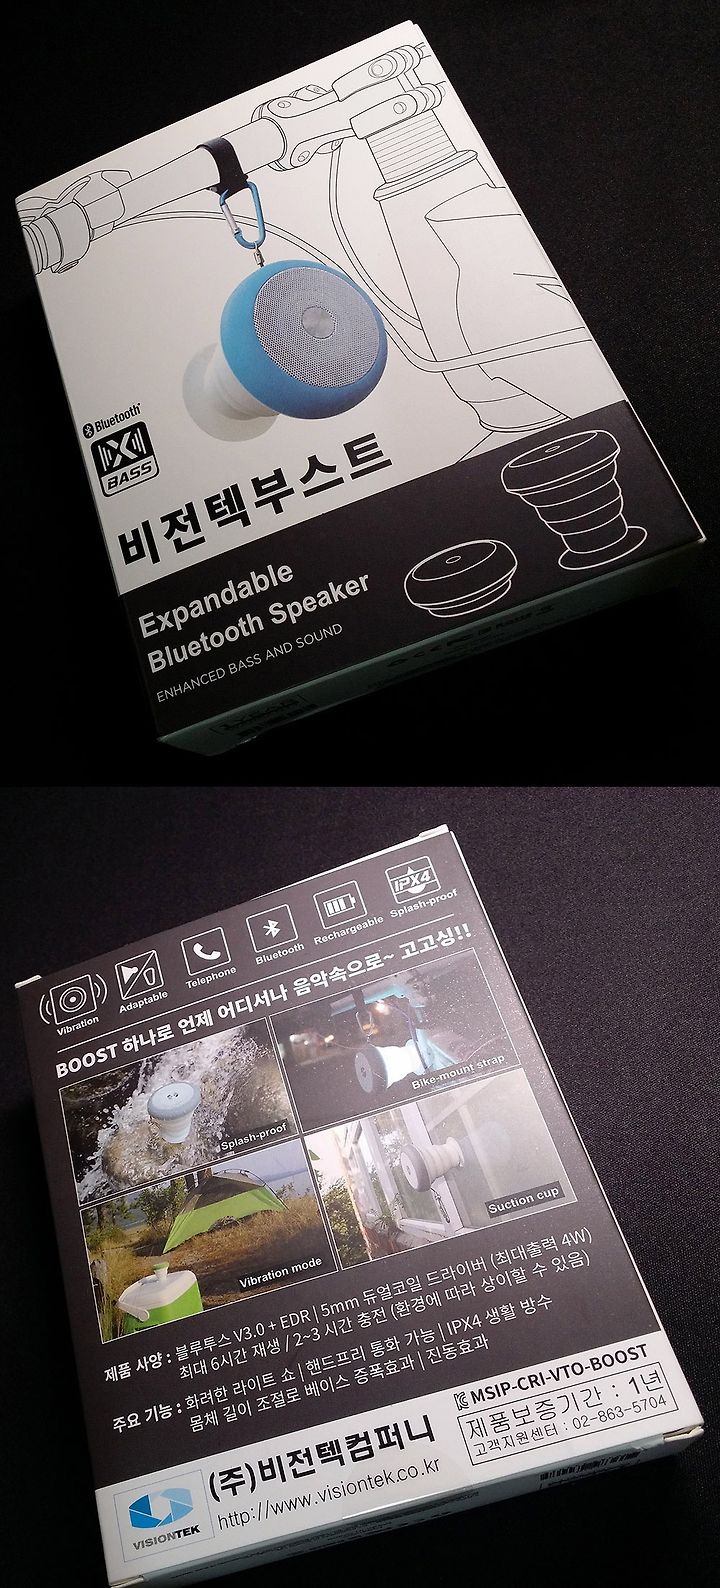 Bluetooth®
X
BASS
비전텍부스트
Expandable
Bluetooth Speaker
ENHANCED BASS AND SOUND
Vibration
Adaptable
Telephone
Bluetooth
Rechargeable
IPX4
Splash-proof
BOOST 하나로 언제 어디서나 음악속으로~ 고고싱!!
Splash-proof
Bike-mount strap
Vibration mode
Suction cup
제품 사양 : 블루투스 V3.0 + EDR | 5mm 듀얼코일 드라이버 (최대출력 4W)
최대 6시간 재생 / 2~3 시간 충전 (환경에 따라 상이할 수 있음)
주요 기능 : 화려한 라이트 쇼 | 핸드프리 통화 가능 | IPX4 생활 방수
몸체 길이 조절로 베이스 증폭효과 | 진동효과
MSIP-CRI-VTO-BOOST
제품보증기간 : 1년
고객지원센터 : 02-863-5704
(주)비전텍컴퍼니
http://www.visiontek.co.kr
VISIONTEK